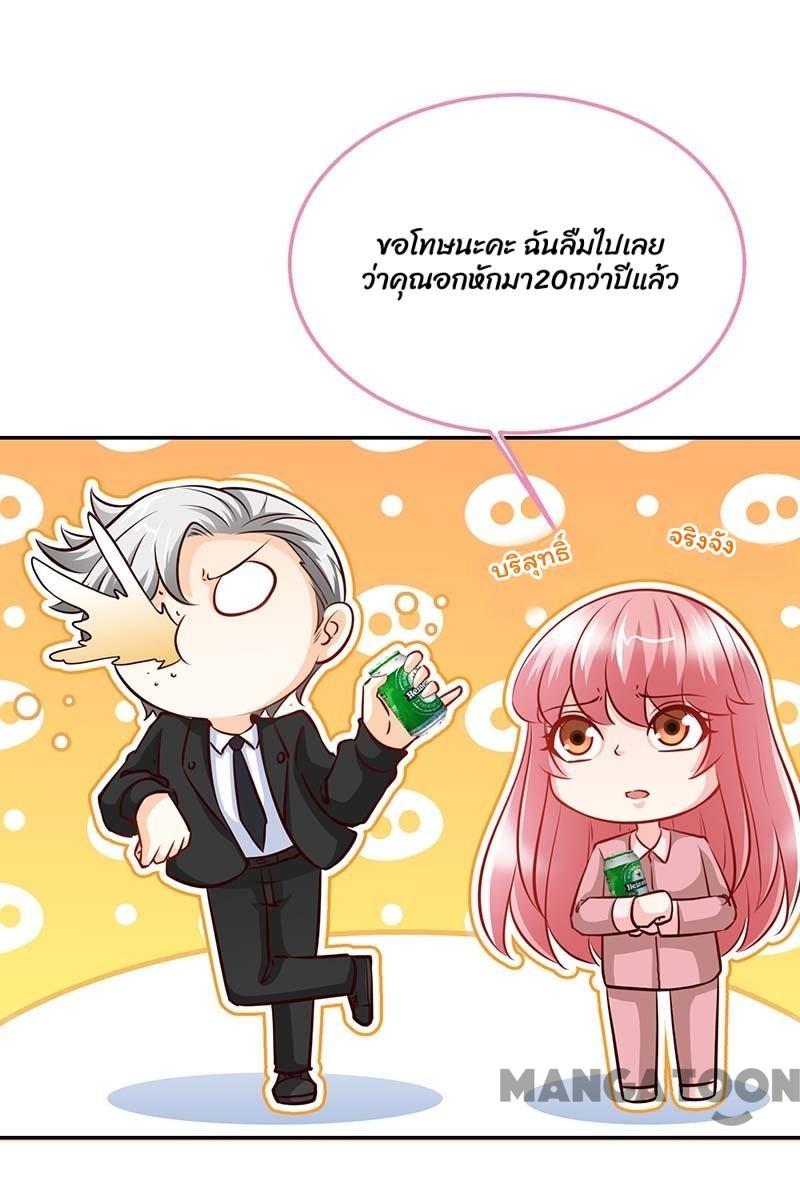 ขอโทษนะคะ ฉันลืมไปเลย
ว่าคุณอกหักมา20กว่าปีแล้ว
บริสุทธิ์
จริงจัง
Heine
Heine
MANGATOON